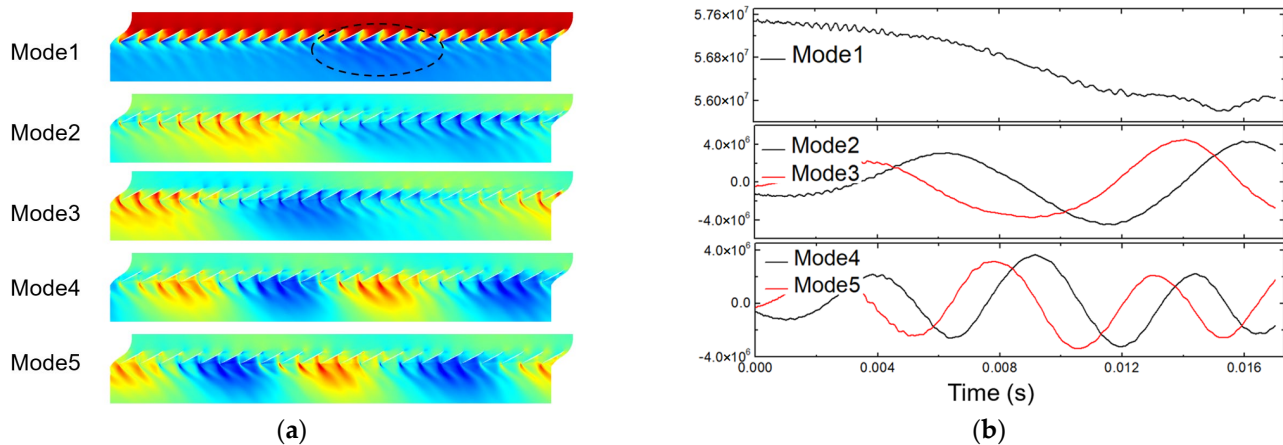 Mode1
Mode2
Mode3
Mode4
Mode5
(a)
5.76×10⁷
5.68×10⁷
5.60×10⁷
Mode1
4.0×10⁶
0.0
-4.0×10⁶
Mode2
Mode3
4.0×10⁶
0.0
-4.0×10⁶
Mode4
Mode5
0.000 0.004 0.008 0.012 0.016
Time (s)
(b)